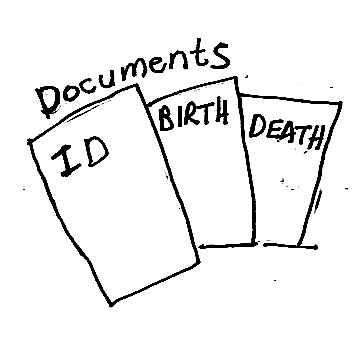 Documents
ID
BIRTH
DEATH